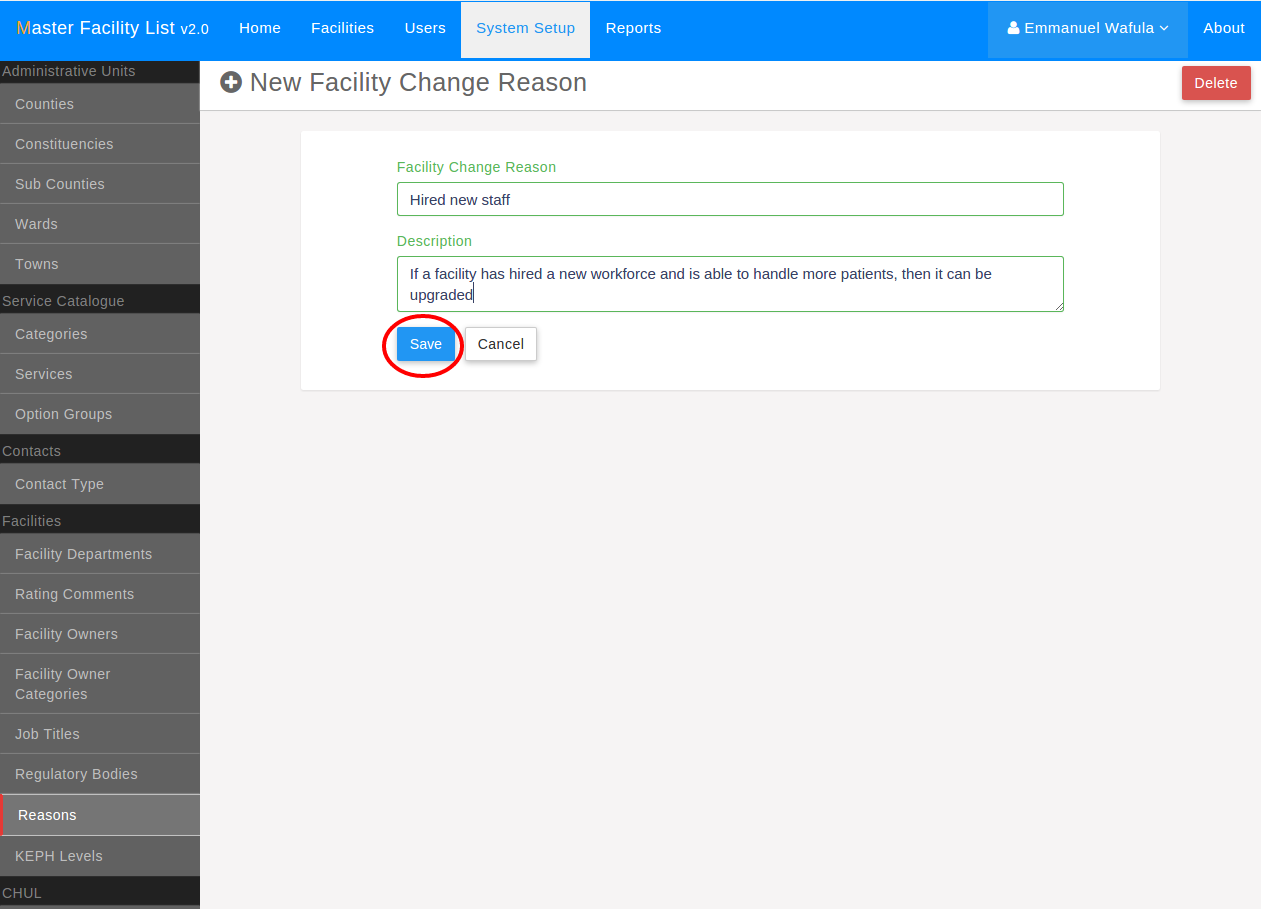 Master Facility List v2.0 Home Facilities Users System Setup Reports Emmanuel Wafula About
Administrative Units
Counties
Constituencies
Sub Counties
Wards
Towns
Service Catalogue
Categories
Services
Option Groups
Contacts
Contact Type
Facilities
Facility Departments
Rating Comments
Facility Owners
Facility Owner
Categories
Job Titles
Regulatory Bodies
Reasons
KEPH Levels
CHUL
New Facility Change Reason Delete
Facility Change Reason
Hired new staff
Description
If a facility has hired a new workforce and is able to handle more patients, then it can be
upgraded
Save Cancel